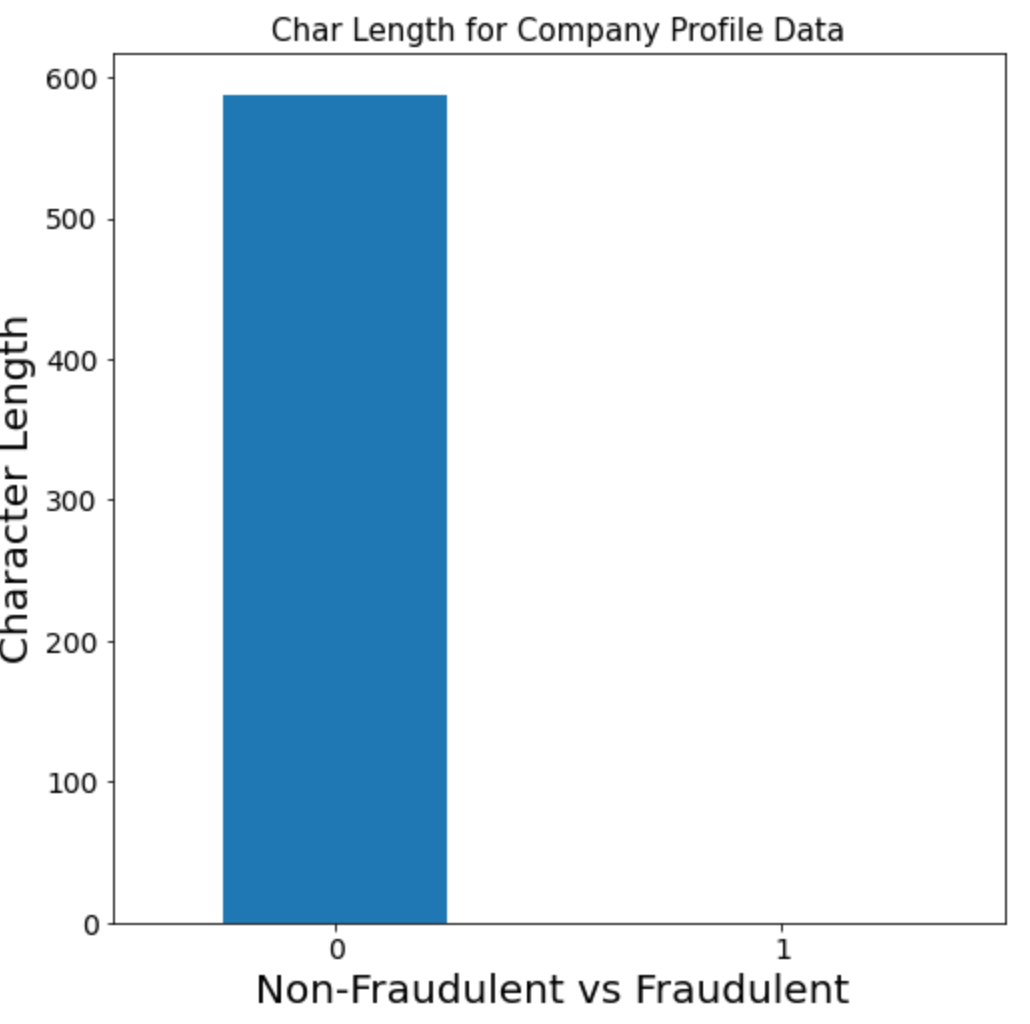 Char Length for Company Profile Data
600
500
400
300
200
100
0
Character Length
0 1
Non-Fraudulent vs Fraudulent